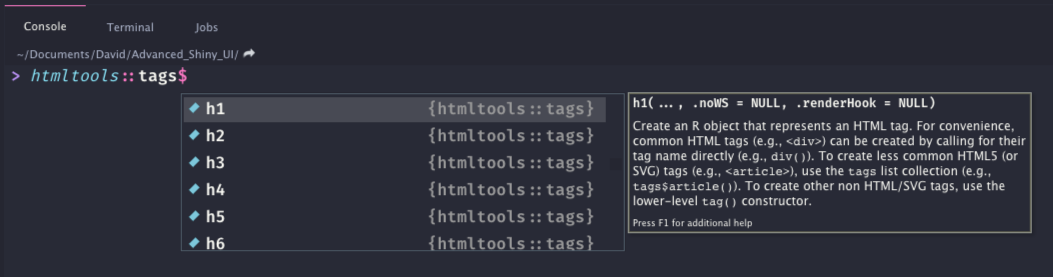 Console Terminal Jobs
~/Documents/David/Advanced_Shiny_UI/
> htmltools::tags$
h1 {htmltools::tags}
h2 {htmltools::tags}
h3 {htmltools::tags}
h4 {htmltools::tags}
h5 {htmltools::tags}
h6 {htmltools::tags}
h1(..., .noWS = NULL, .renderHook = NULL)
Create an R object that represents an HTML tag. For convenience,
common HTML tags (e.g., <div>) can be created by calling for their
tag name directly (e.g., div()). To create less common HTML5 (or
SVG) tags (e.g., <article>), use the tags list collection (e.g.,
tags$article()). To create other non HTML/SVG tags, use the
lower-level tag() constructor.
Press F1 for additional help